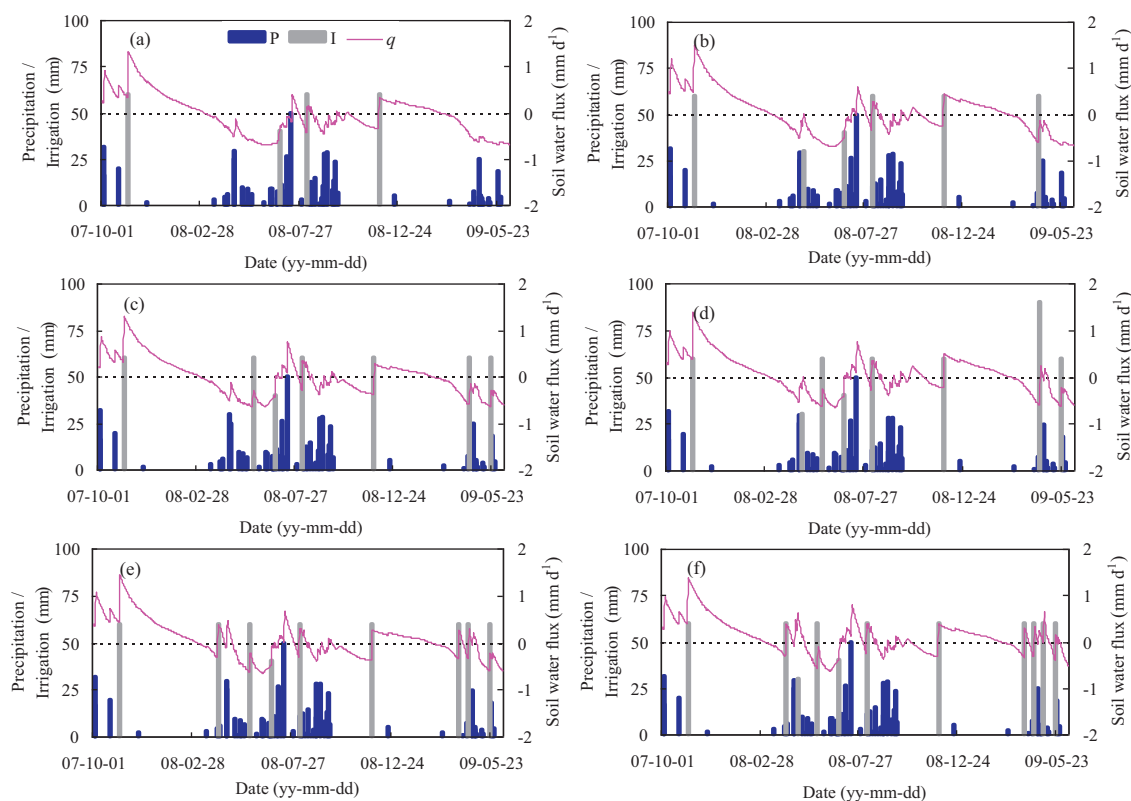 (a) P I q
Precipitation /
Irrigation (mm)
100
75
50
25
0
2
1
0
-1
-2
Soil water flux (mm d-1)
07-10-01 08-02-28 08-07-27 08-12-24 09-05-23
Date (yy-mm-dd)
(b)
Precipitation /
Irrigation (mm)
100
75
50
25
0
2
1
0
-1
-2
Soil water flux (mm d-1)
07-10-01 08-02-28 08-07-27 08-12-24 09-05-23
Date (yy-mm-dd)
(c)
Precipitation /
Irrigation (mm)
100
75
50
25
0
2
1
0
-1
-2
Soil water flux (mm d1)
07-10-01 08-02-28 08-07-27 08-12-24 09-05-23
Date (yy-mm-dd)
(d)
Precipitation /
Irrigation (mm)
100
75
50
25
0
2
1
0
-1
-2
Soil water flux (mm d1)
07-10-01 08-02-28 08-07-27 08-12-24 09-05-23
Date (yy-mm-dd)
(e)
Precipitation /
Irrigation (mm)
100
75
50
25
0
2
1
0
-1
-2
Soil water flux (mm d-1)
07-10-01 08-02-28 08-07-27 08-12-24 09-05-23
Date (yy-mm-dd)
(f)
Precipitation /
Irrigation (mm)
100
75
50
25
0
2
1
0
-1
-2
Soil water flux (mm d-1)
07-10-01 08-02-28 08-07-27 08-12-24 09-05-23
Date (yy-mm-dd)